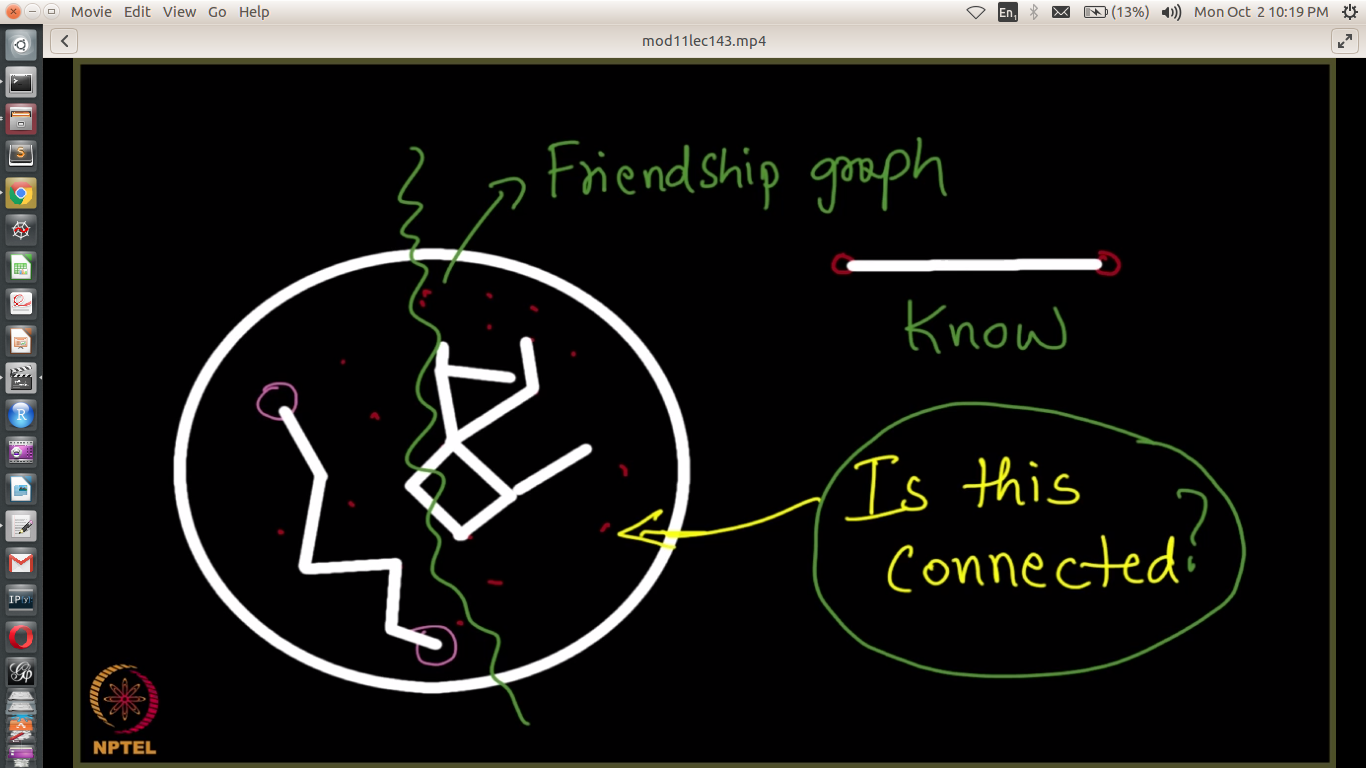 Movie Edit View Go Help
En1 (13%) Mon Oct 2 10:19 PM
mod11lec143.mp4
Friendship graph
Know
Is this
connected?
NPTEL